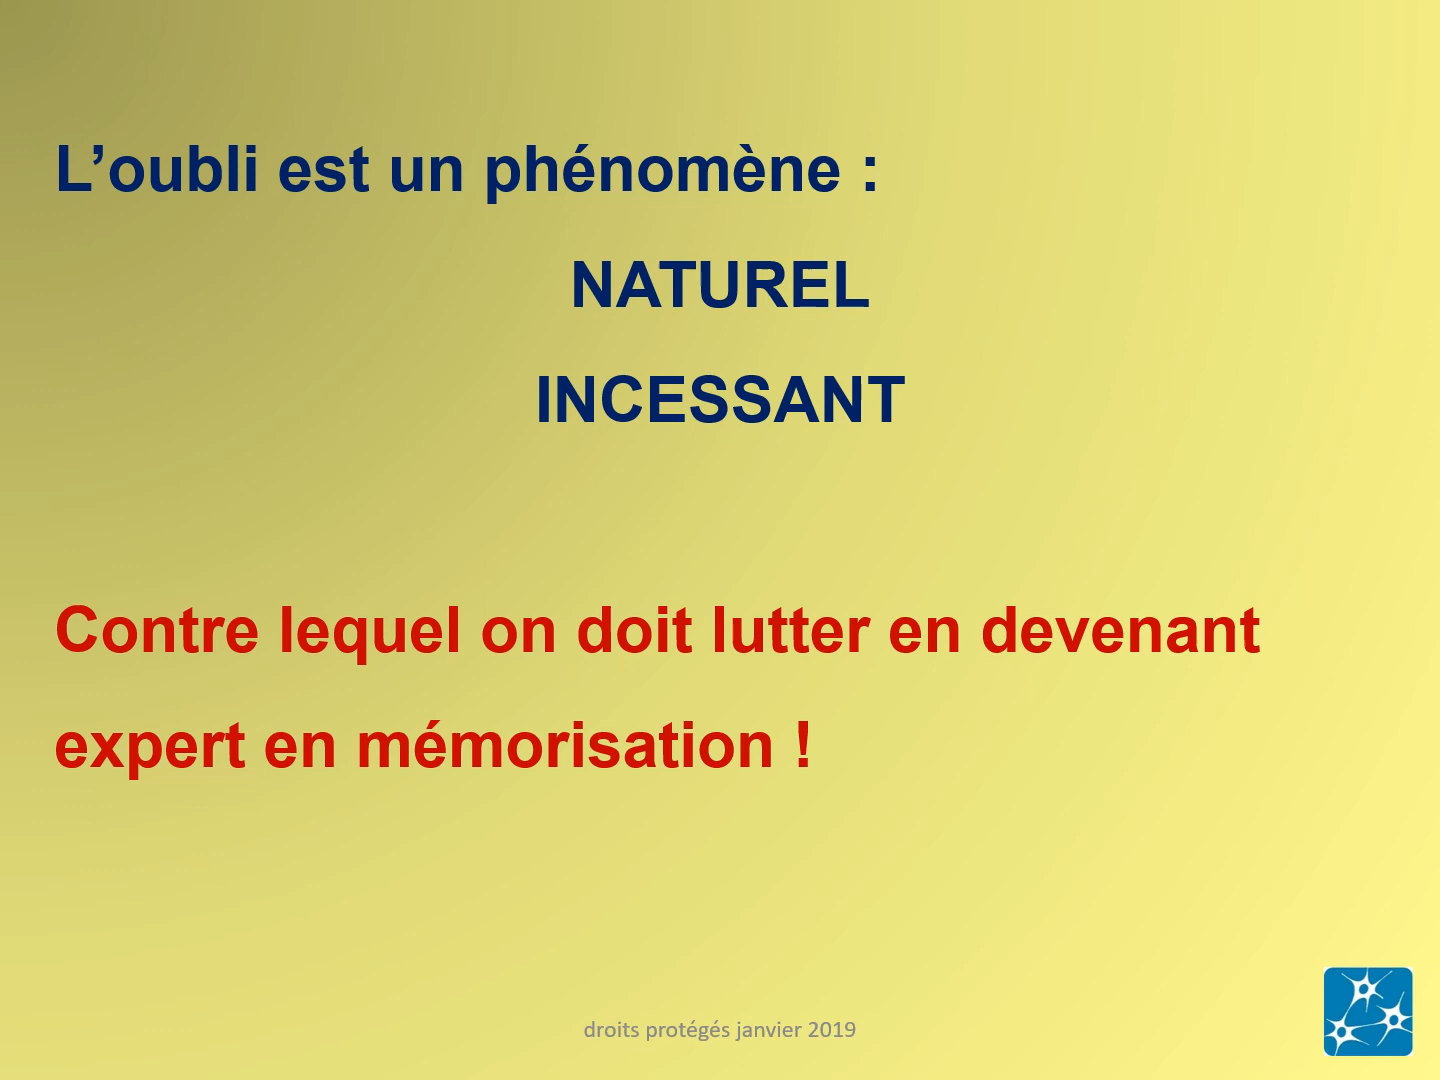 L’oubli est un phénomène :
NATUREL
INCESSANT
Contre lequel on doit lutter en devenant
expert en mémorisation !
droits protégés janvier 2019